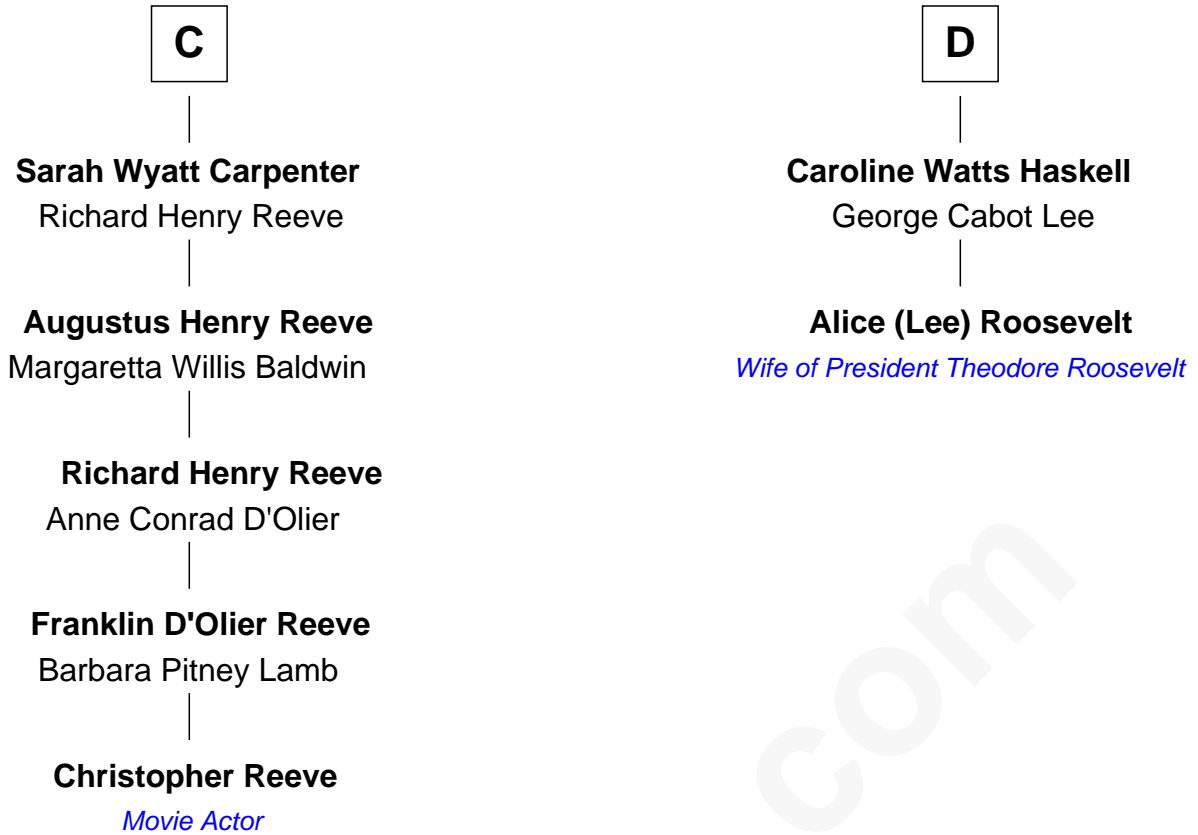 C
Sarah Wyatt Carpenter
Richard Henry Reeve
Augustus Henry Reeve
Margaretta Willis Baldwin
Richard Henry Reeve
Anne Conrad D'Olier
Franklin D'Olier Reeve
Barbara Pitney Lamb
Christopher Reeve
Movie Actor
D
Caroline Watts Haskell
George Cabot Lee
Alice (Lee) Roosevelt
Wife of President Theodore Roosevelt
com